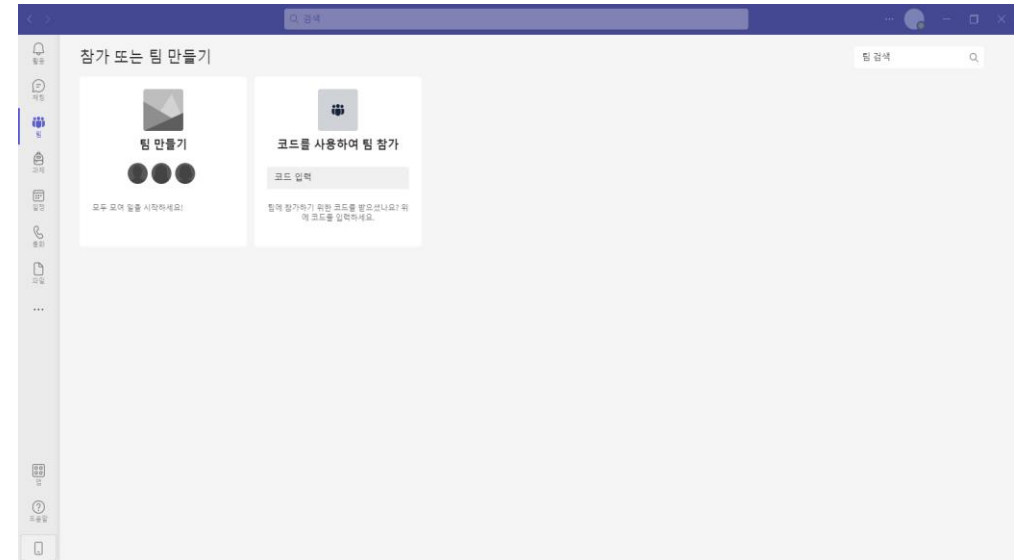 검색
활동
채팅
팀
과제
일정
통화
파일
앱
도움말
참가 또는 팀 만들기
팀 검색
팀 만들기
모두 모여 일을 시작하세요!
코드를 사용하여 팀 참가
코드 입력
팀에 참가하기 위한 코드를 받으셨나요? 위
에 코드를 입력하세요.